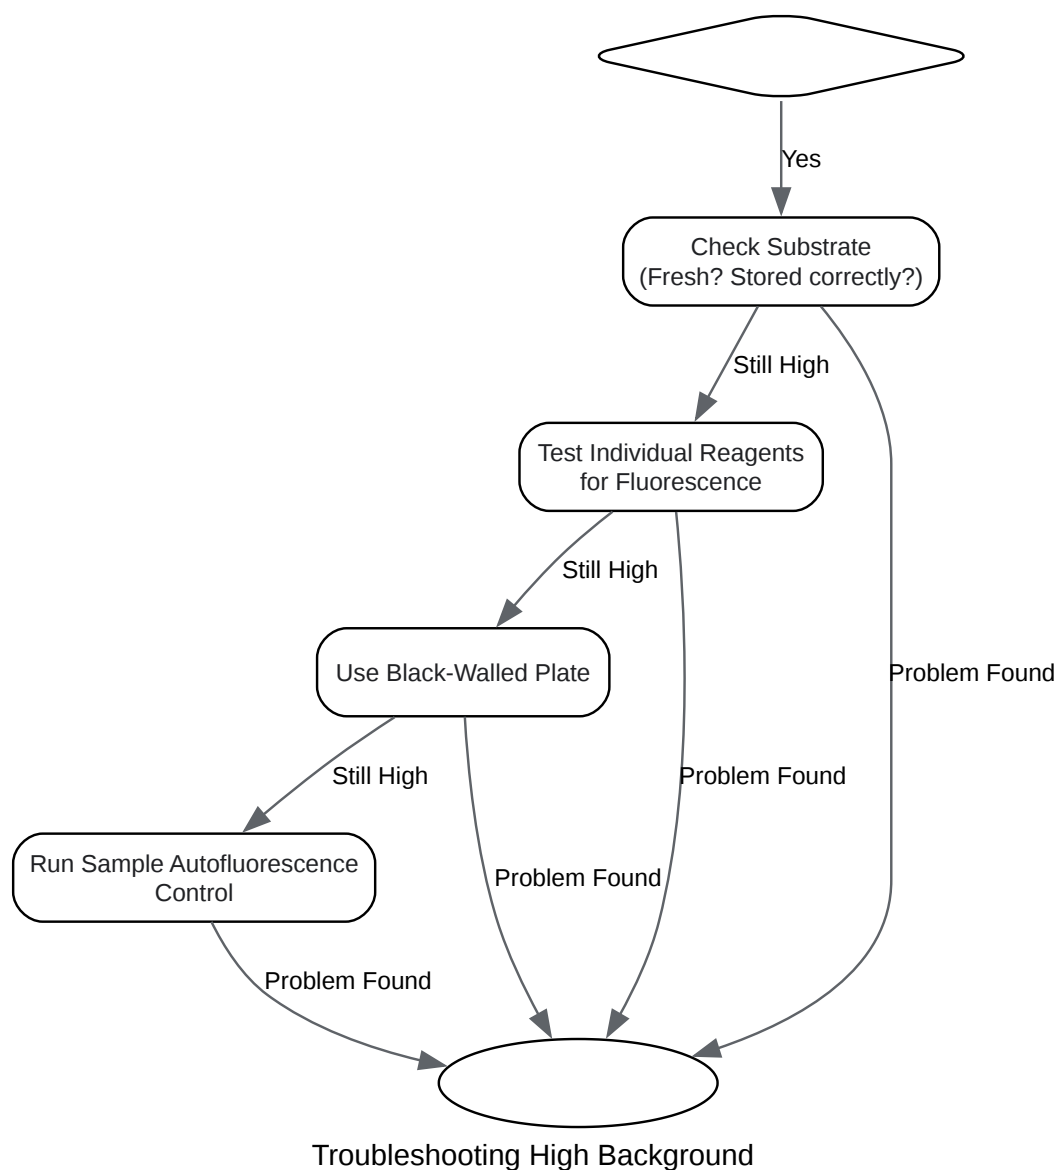 Yes
Check Substrate
(Fresh? Stored correctly?)
Still High
Test Individual Reagents
for Fluorescence
Still High
Use Black-Walled Plate
Problem Found
Still High
Problem Found
Run Sample Autofluorescence
Control
Problem Found
Problem Found
Troubleshooting High Background